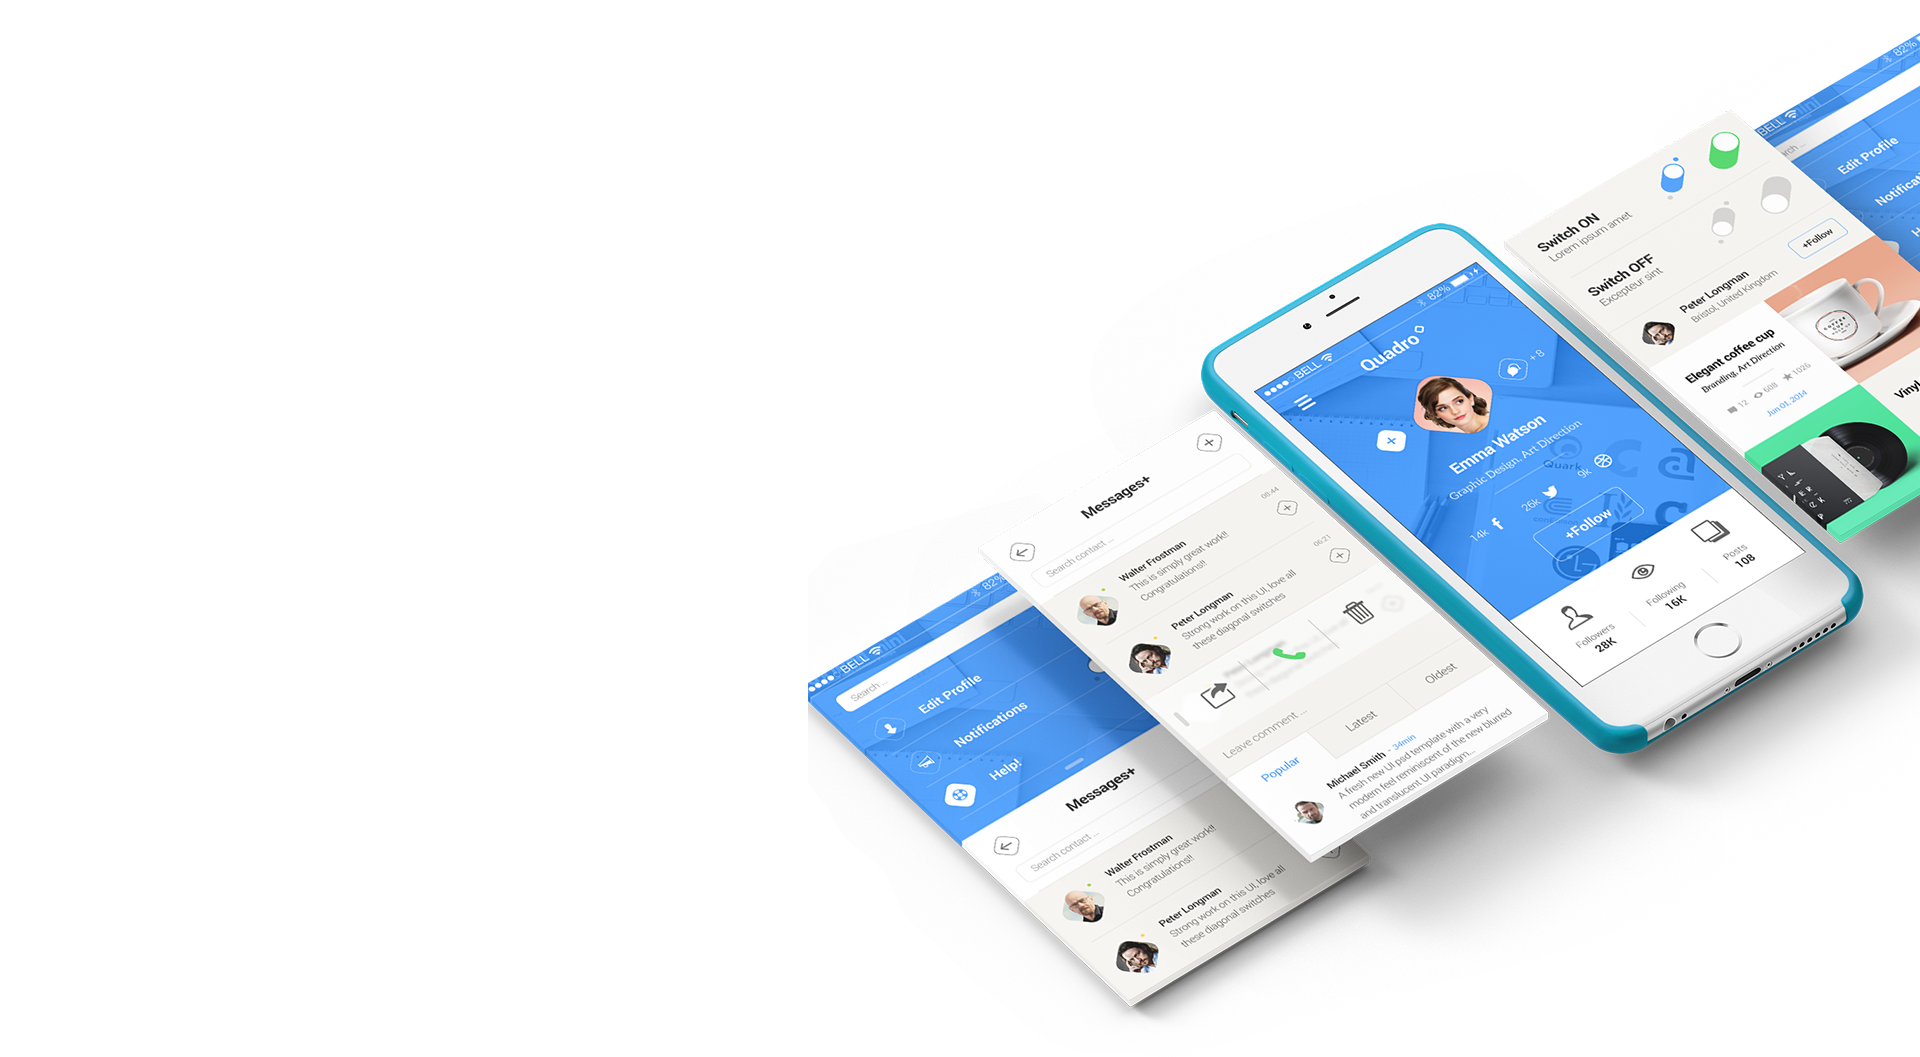 BELL
82%
Search ...
Edit Profile
Notifications
Help!
Messages+
Search contact ...
Walter Frostman
This is simply great work!!
Congratulations!!
Peter Longman
Strong work on this UI, love all
these diagonal switches
Messages+
Search contact ...
08:44
Walter Frostman
This is simply great work!!
Congratulations!!
06:21
Peter Longman
Strong work on this UI, love all
these diagonal switches
Leave comment ...
Popular
Latest
Oldest
Michael Smith - 34min
A fresh new UI psd template with a very
modern feel reminiscent of the new blurred
and translucent UI paradigm...
BELL
82%
Quadro
+8
Emma Watson
Graphic Design, Art Direction
Quark
14k
26k
9k
+Follow
Followers
28K
Following
16K
Posts
108
Switch ON
Lorem ipsum amet
Switch OFF
Excepteur sint
Peter Longman
Bristol, United Kingdom
+Follow
Elegant coffee cup
Branding, Art Direction
12
608
1026
Jun 01, 2014
COFFEE
CUP
Vinyl
BELL
82%
Edit Profile